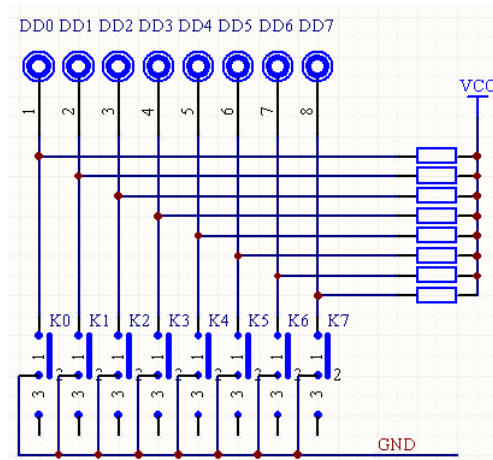 DD0 DD1 DD2 DD3 DD4 DD5 DD6 DD7
1 2 3 4 5 6 7 8
VCC
K0 K1 K2 K3 K4 K5 K6 K7
1 1 1 1 1 1 1 1
2 2 2 2 2 2 2 2
3 3 3 3 3 3 3 3
GND